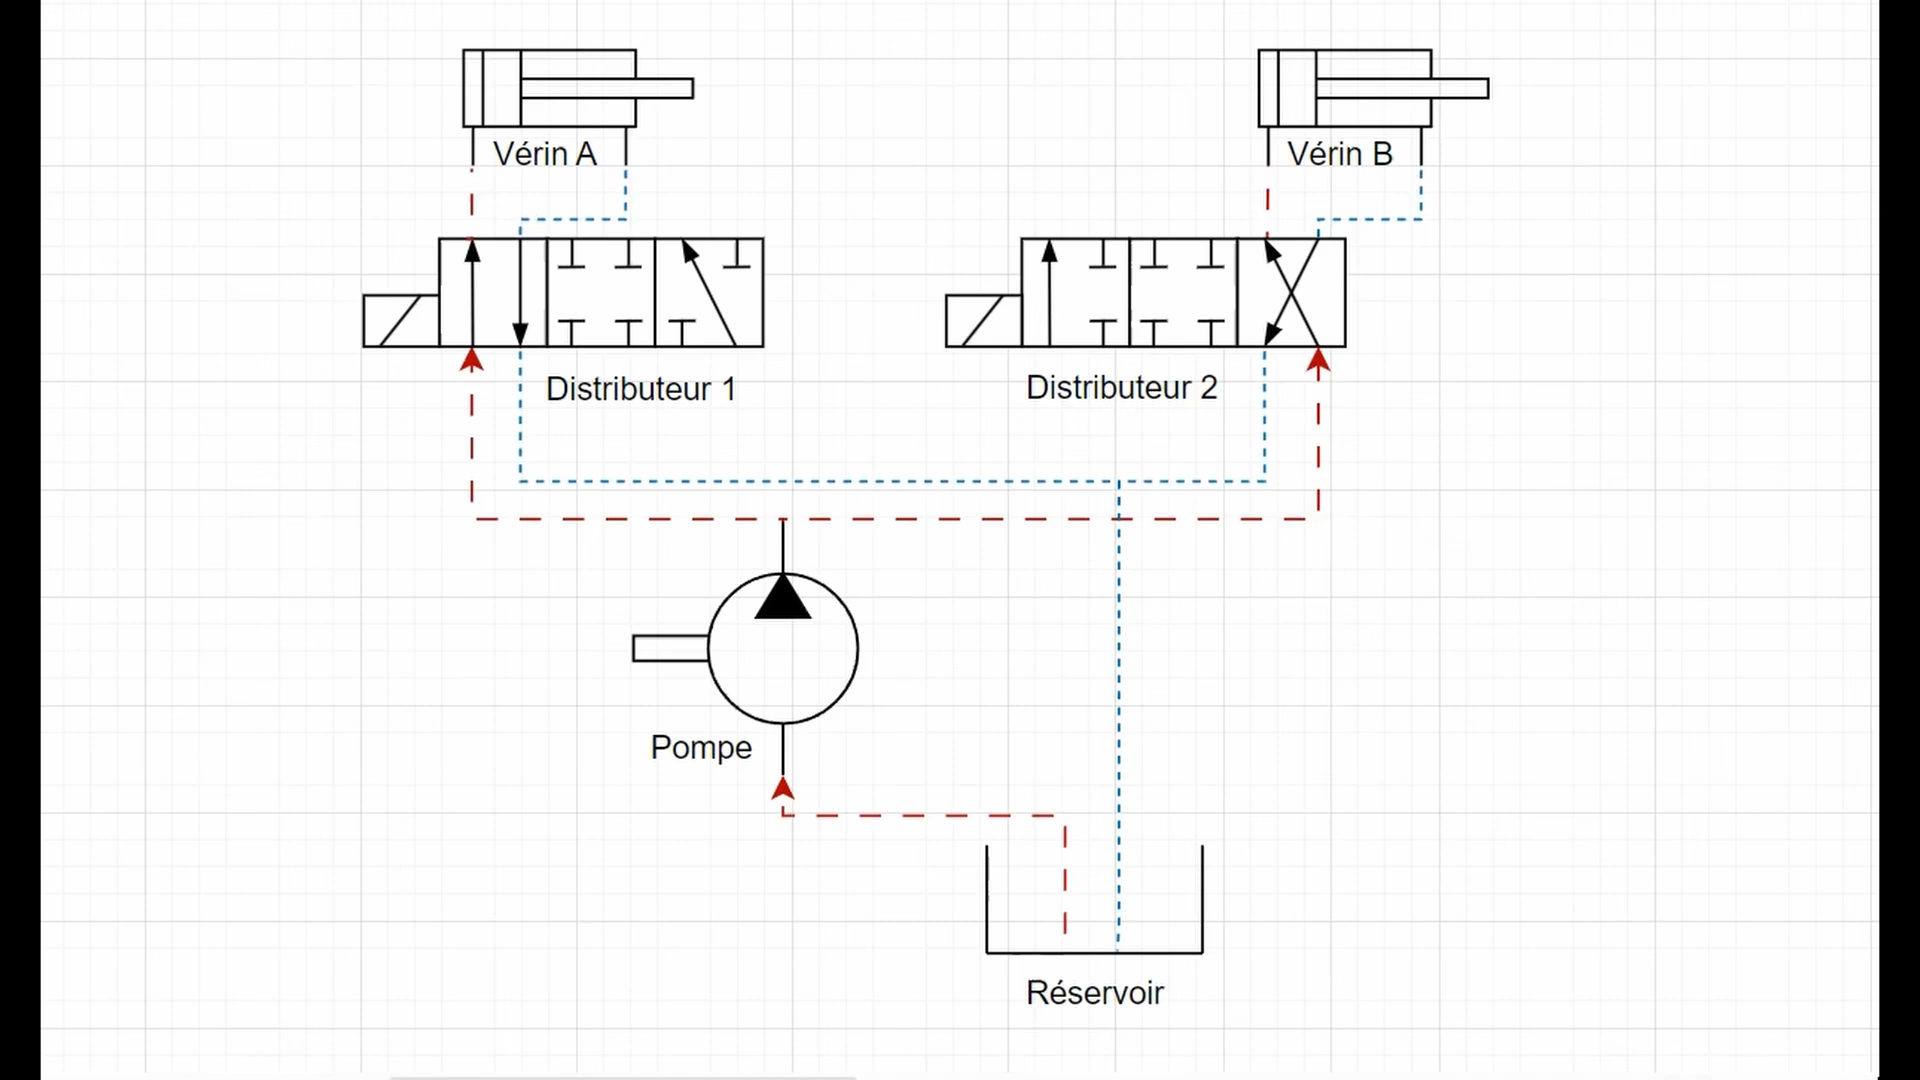 Vérin A
Vérin B
Distributeur 1
Distributeur 2
Pompe
Réservoir